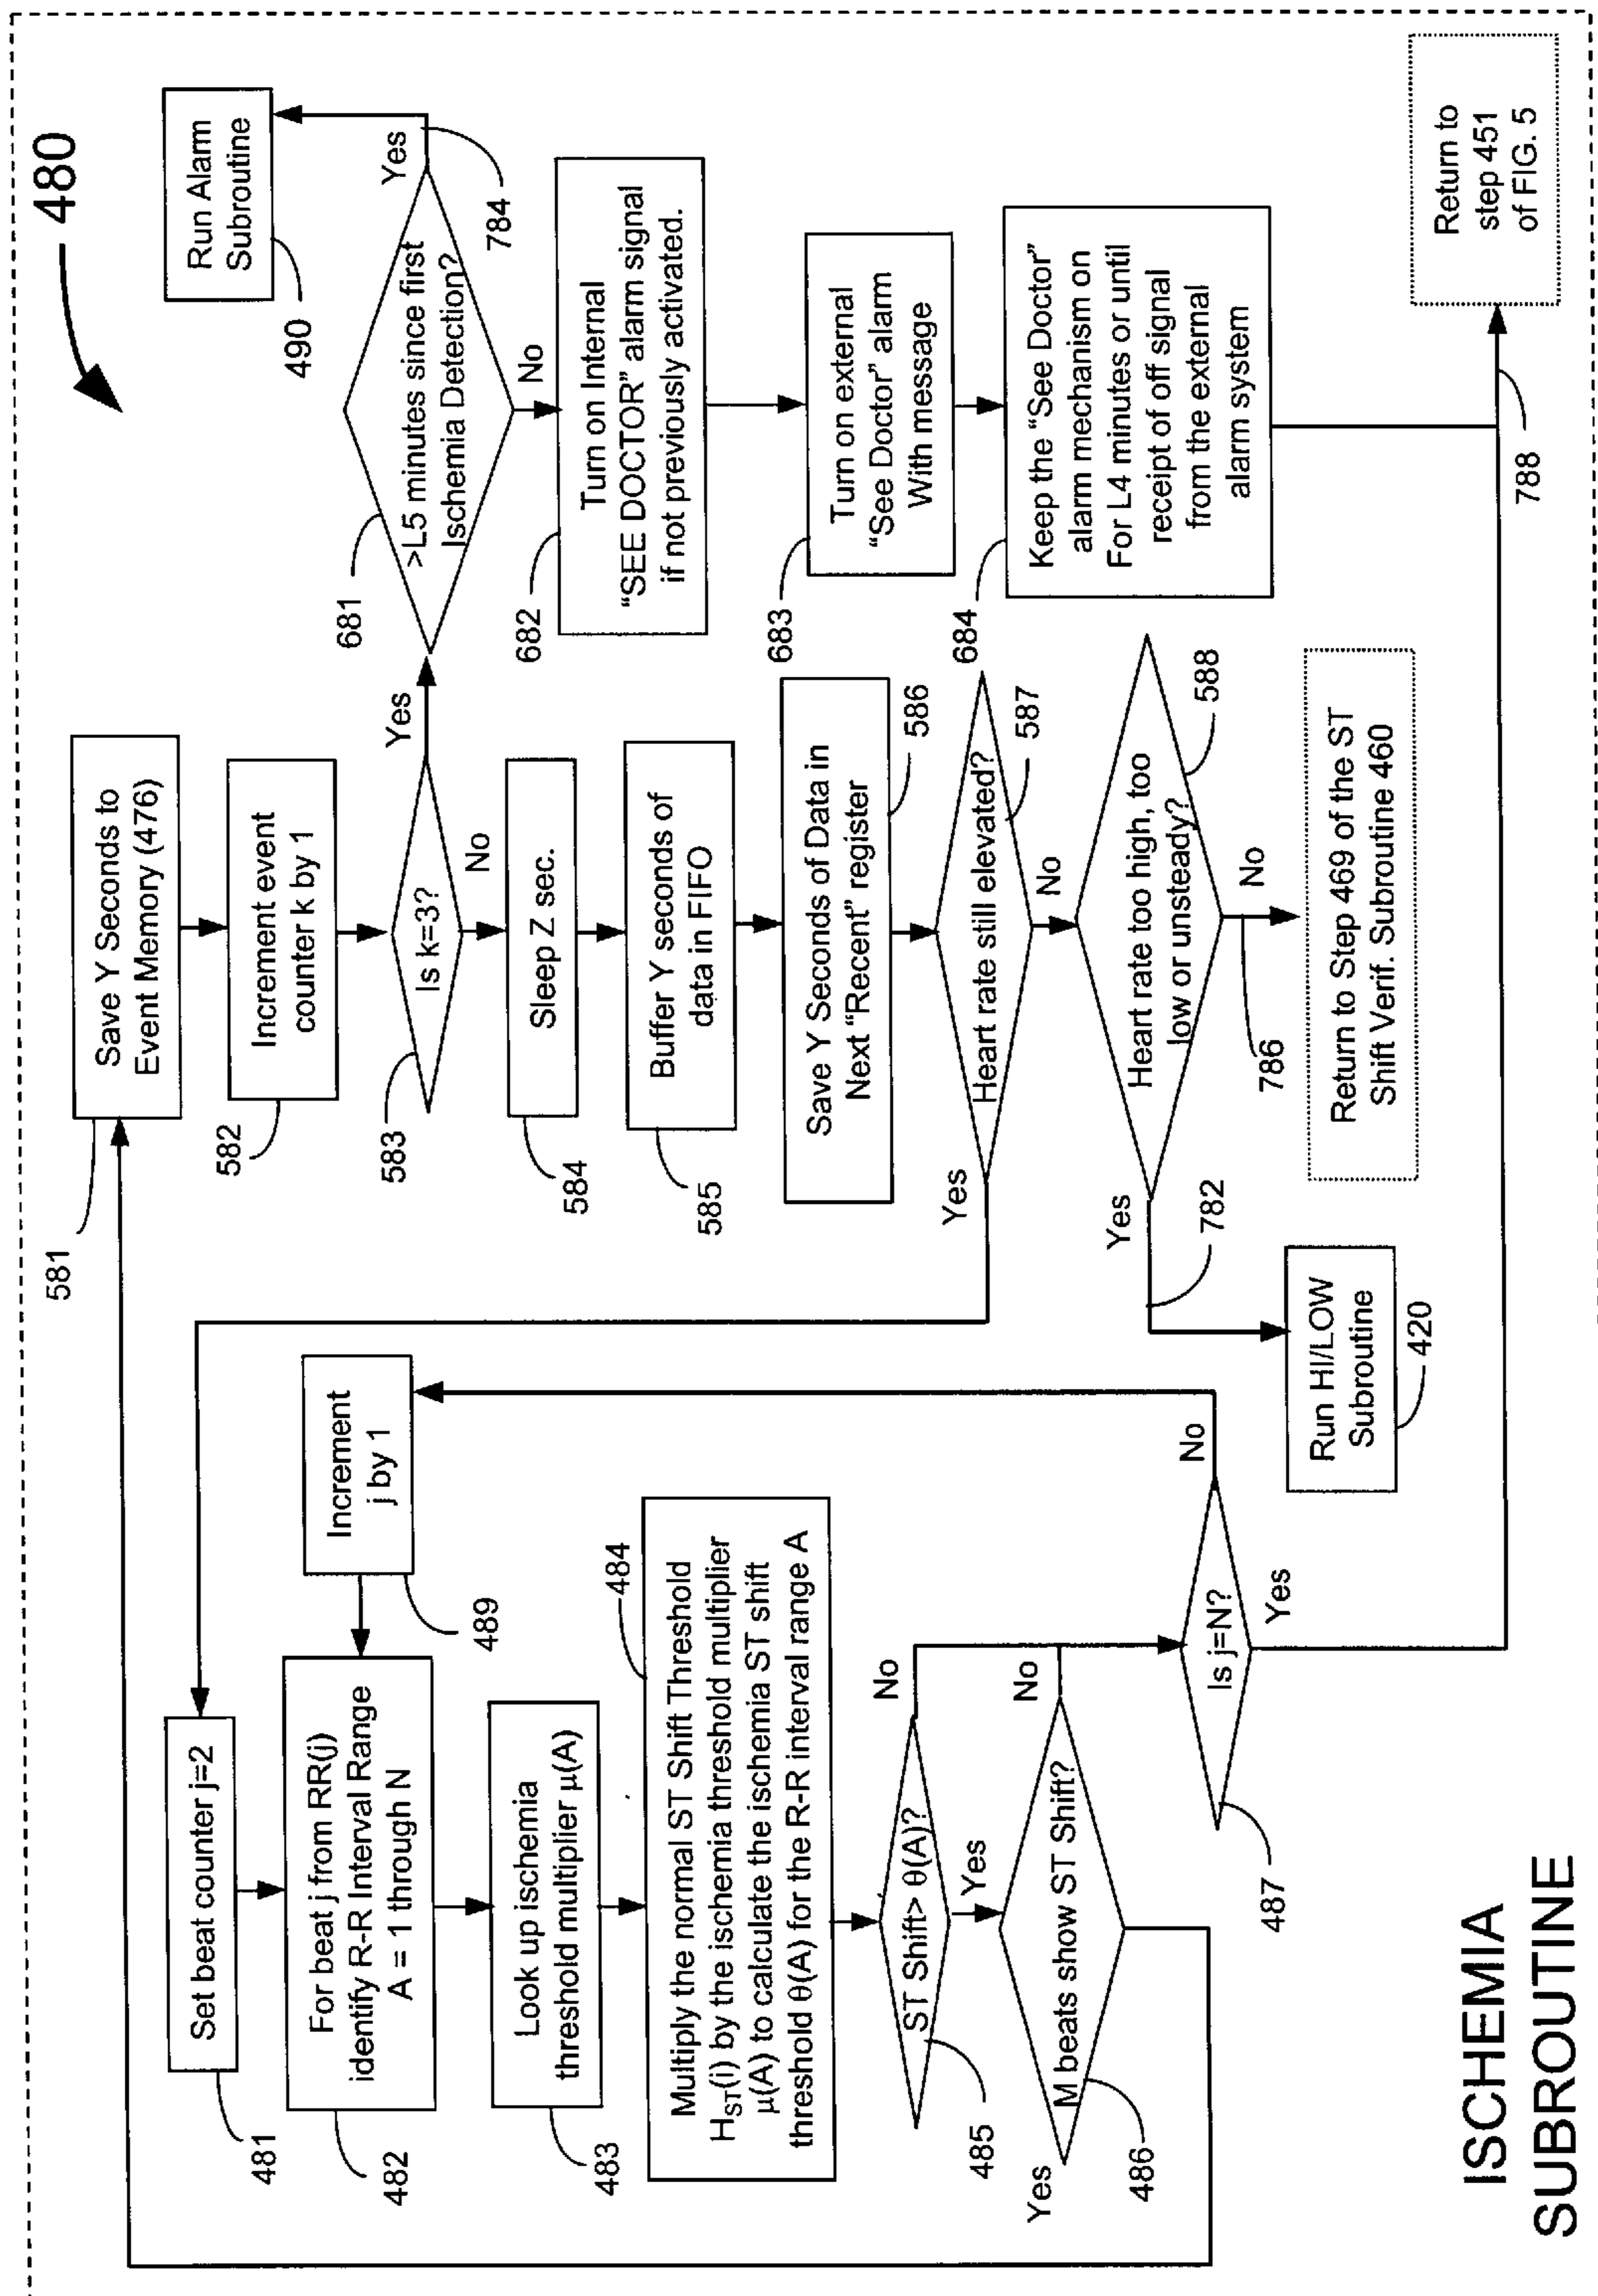 480
Set beat counter j=2
481
For beat j from RR(j)
identify R-R Interval Range
A = 1 through N
482
Increment
j by 1
489
Look up ischemia
threshold multiplier μ(A)
483
484
Multiply the normal ST Shift Threshold
H_ST(i) by the ischemia threshold multiplier
μ(A) to calculate the ischemia ST shift
threshold θ(A) for the R-R interval range A
ST Shift> θ(A)?
No
Yes
485
M beats show ST Shift?
No
Yes
486
Is j=N?
No
Yes
487
Save Y Seconds to
Event Memory (476)
581
Increment event
counter k by 1
582
Is k=3?
Yes
No
583
Sleep Z sec.
584
Buffer Y seconds of
data in FIFO
585
Save Y Seconds of Data in
Next “Recent” register
586
Heart rate still elevated?
Yes
No
587
Heart rate too high, too
low or unsteady?
588
Yes
782
No
786
Run HI/LOW
Subroutine
420
Return to Step 469 of the ST
Shift Verif. Subroutine 460
Run Alarm
Subroutine
490
>L5 minutes since first
Ischemia Detection?
681
Yes
784
No
Turn on Internal
“SEE DOCTOR” alarm signal
if not previously activated.
682
Turn on external
“See Doctor” alarm
With message
683
Keep the “See Doctor”
alarm mechanism on
For L4 minutes or until
receipt of off signal
from the external
alarm system
684
788
Return to
step 451
of FIG. 5
ISCHEMIA
SUBROUTINE